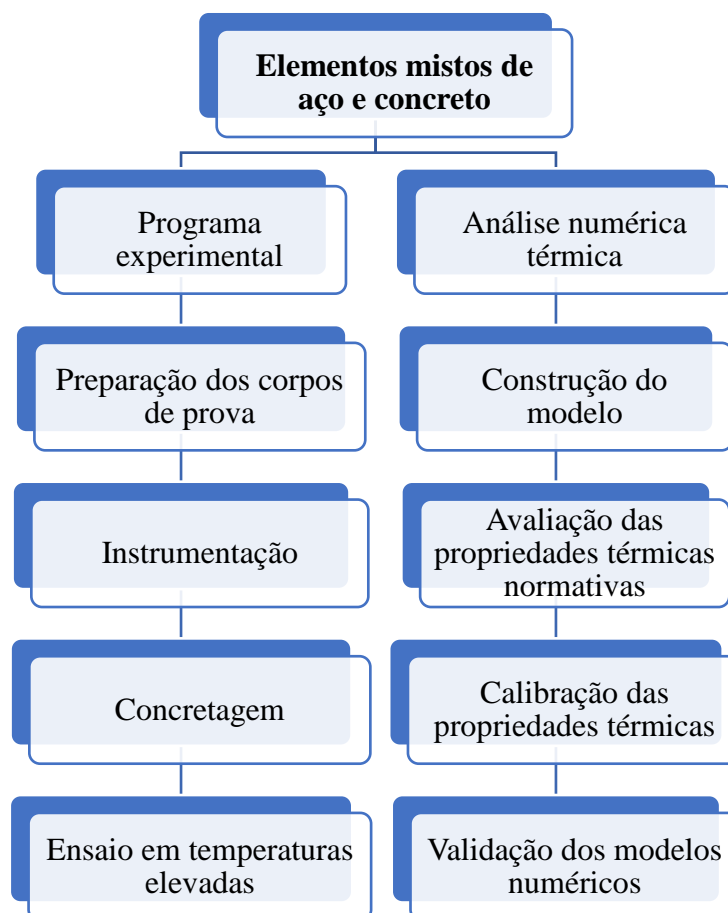 Elementos mistos de
aço e concreto
Programa
experimental
Preparação dos corpos
de prova
Instrumentação
Concretagem
Ensaio em temperaturas
elevadas
Análise numérica
térmica
Construção do
modelo
Avaliação das
propriedades térmicas
normativas
Calibração das
propriedades térmicas
Validação dos modelos
numéricos